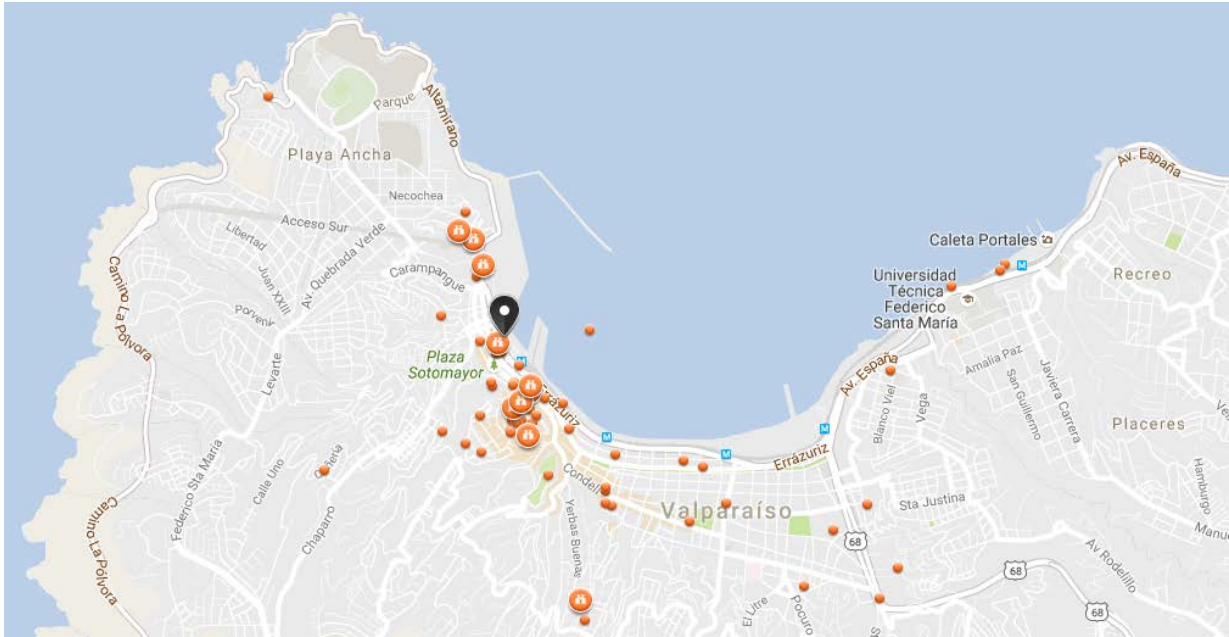 Altamirano
Parque
Playa Ancha
Av. España
Necochea
Acceso Sur
Libertad
Av. Quebrada Verde
Caleta Portales
Carampangue
Juan XXIII
Recreo
Universidad
Técnica
Federico
Santa María
Camino La Pólvora
Porvenir
Plaza
Sotomayor
Levarte
Amalia Paz
Av. España
Javiera Carrera
San Guillermo
Blanco Viel
Vega
Errázuriz
Placeres
Federico Sta María
Calle Uno
Errázuriz
Condell
Hamburgo
Chaparro
Yerbas Buenas
Valparaíso
Sta Justina
Camino La Pólvora
68
Av Rodelillo
68
El Litre
Pocuro
68